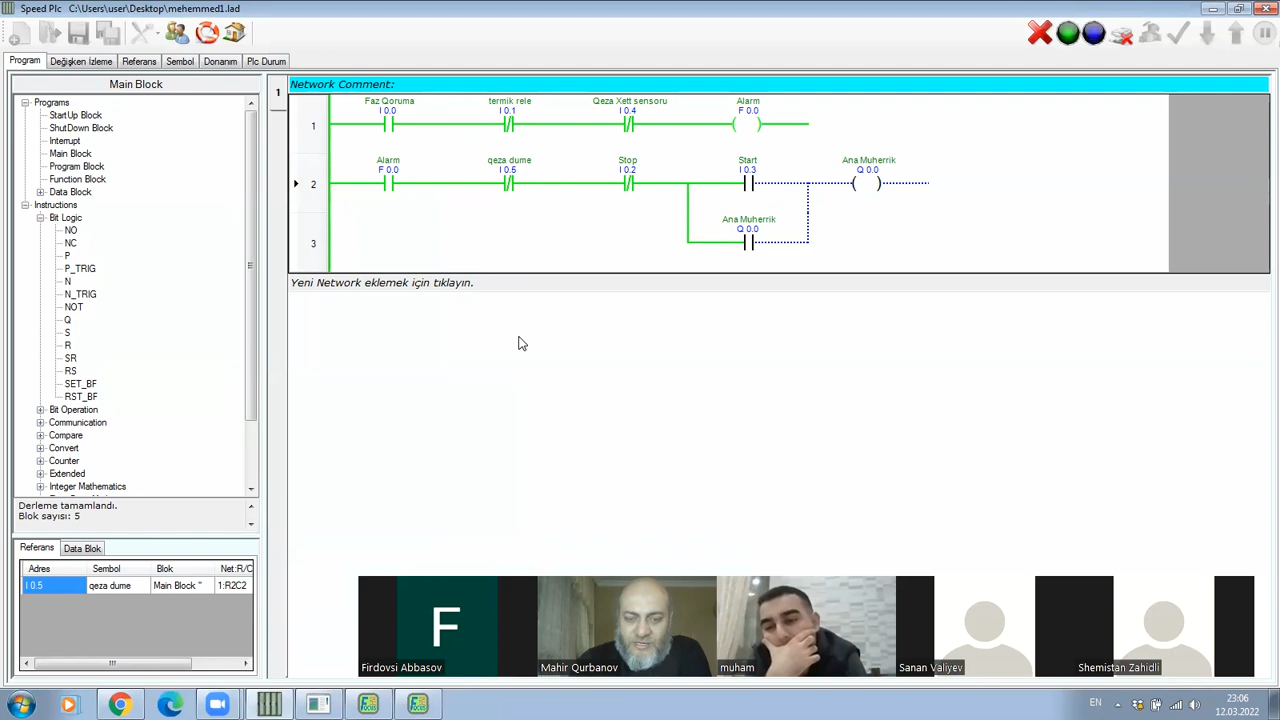 Speed Plc C:\Users\user\Desktop\mehemmed1.lad
Program Değişken İzleme Referans Sembol Donanım Plc Durum
Main Block
Programs
StartUp Block
ShutDown Block
Interrupt
Main Block
Program Block
Function Block
Data Block
Instructions
Bit Logic
NO
NC
P
P_TRIG
N
N_TRIG
NOT
Q
S
R
SR
RS
SET_BF
RST_BF
Bit Operation
Communication
Compare
Convert
Counter
Extended
Integer Mathematics
Derleme tamamlandı.
Blok sayısı: 5
Referans Data Blok
Adres Sembol Blok Net:R/C
I 0.5 qeza dume Main Block " 1:R2C2
1 Network Comment:
Faz Qoruma termik rele Qeza Xett sensoru Alarm
I 0.0 I 0.1 I 0.4 F 0.0
1
Alarm qeza dume Stop Start Ana Muherrik
F 0.0 I 0.5 I 0.2 I 0.3 Q 0.0
2
Ana Muherrik
Q 0.0
3
Yeni Network eklemek için tıklayın.
F
Firdovsi Abbasov Mahir Qurbanov muham Sanan Valiyev Shemistan Zahidli
EN 23:06
12.03.2022